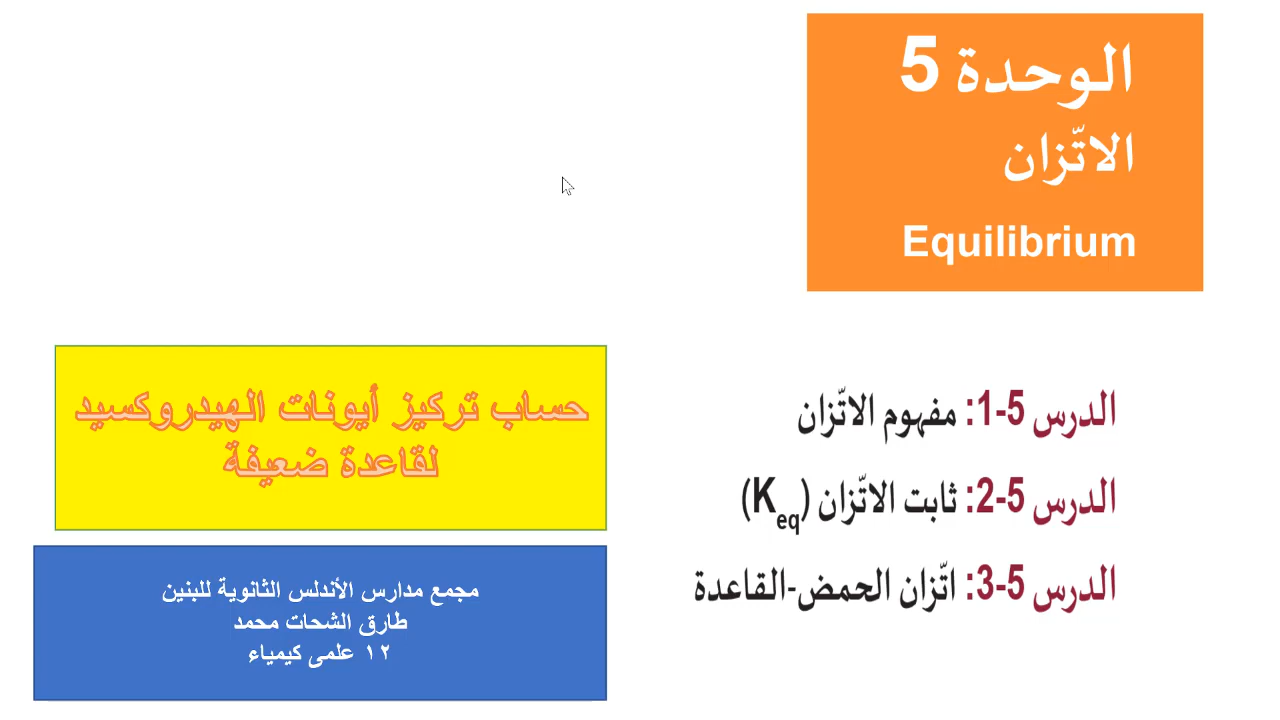 الوحدة 5
الاتّزان
Equilibrium
الدرس 5-1: مفهوم الاتّزان
الدرس 5-2: ثابت الاتّزان (Keq)
الدرس 5-3: اتّزان الحمض-القاعدة
حساب تركيز أيونات الهيدروكسيد
لقاعدة ضعيفة
مجمع مدارس الأندلس الثانوية للبنين
طارق الشحات محمد
١٢ علمى كيمياء